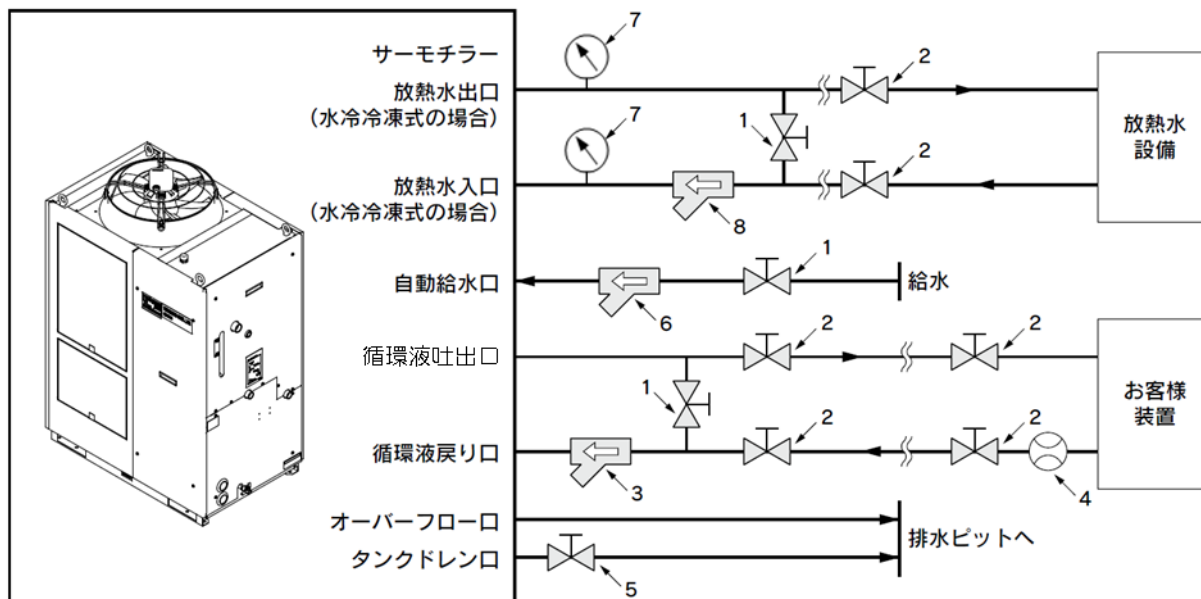 サーモチラー
放熱水出口
(水冷冷凍式の場合)
7
2
1
放熱水
設備
7
2
放熱水入口
(水冷冷凍式の場合)
8
自動給水口
6
1
給水
循環液吐出口
2
2
1
お客様
装置
循環液戻り口
3
2
2
4
オーバーフロー口
タンクドレン口
5
排水ピットへ